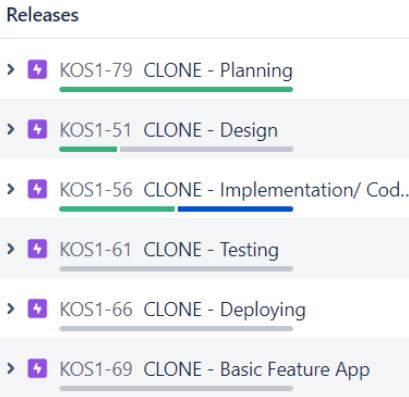 Releases
KOS1-79 CLONE - Planning
KOS1-51 CLONE - Design
KOS1-56 CLONE - Implementation/ Cod..
KOS1-61 CLONE - Testing
KOS1-66 CLONE - Deploying
KOS1-69 CLONE - Basic Feature App